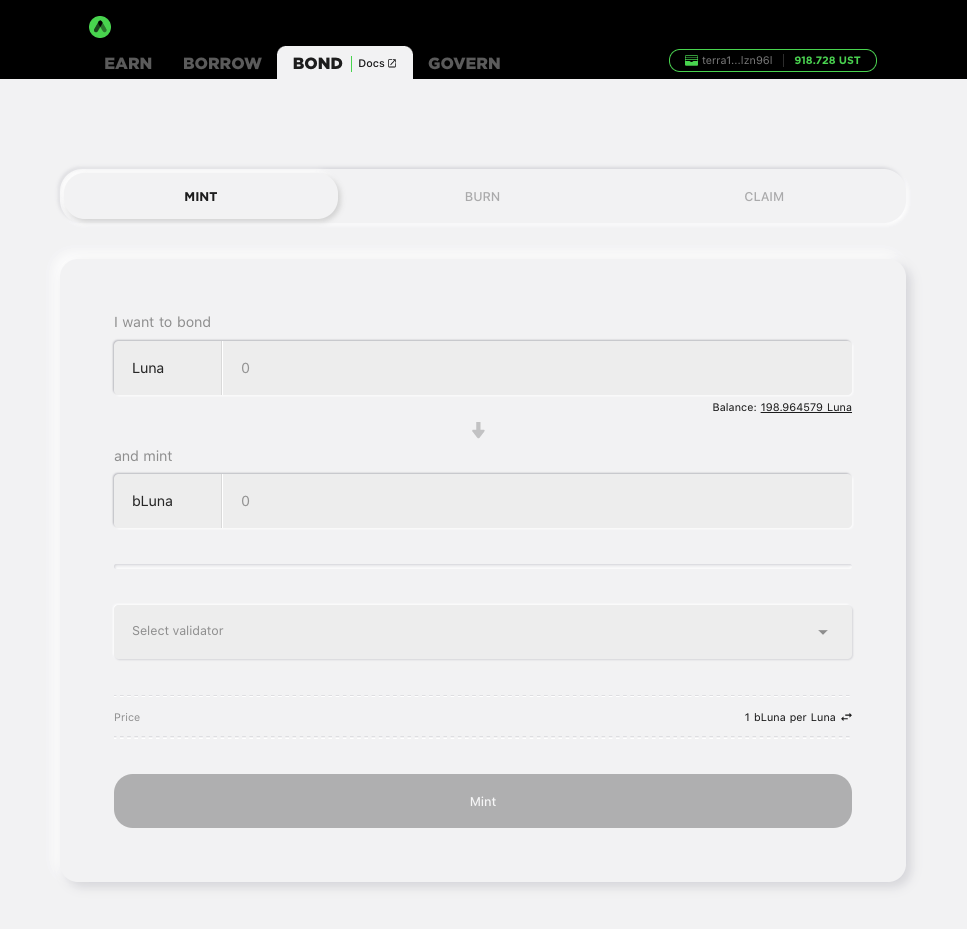 EARN BORROW BOND Docs GOVERN terra1...lzn96l 918.728 UST
MINT BURN CLAIM
I want to bond
Luna 0
Balance: 198.964579 Luna
and mint
bLuna 0
Select validator
Price 1 bLuna per Luna
Mint